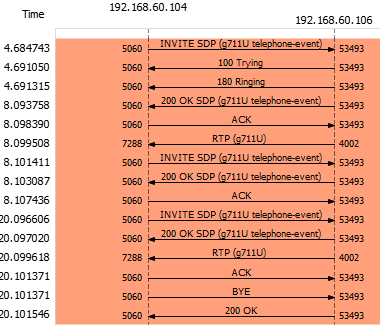 192.168.60.104
Time
192.168.60.106
4.684743 5060 INVITE SDP (g711U telephone-event) 53493
4.691050 5060 100 Trying 53493
4.691315 5060 180 Ringing 53493
8.093758 5060 200 OK SDP (g711U telephone-event) 53493
8.098390 5060 ACK 53493
8.099508 7288 RTP (g711U) 4002
8.101411 5060 INVITE SDP (g711U telephone-event) 53493
8.103087 5060 200 OK SDP (g711U telephone-event) 53493
8.107436 5060 ACK 53493
20.096606 5060 INVITE SDP (g711U telephone-event) 53493
20.097020 5060 200 OK SDP (g711U telephone-event) 53493
20.099618 7288 RTP (g711U) 4002
20.101371 5060 ACK 53493
20.101371 5060 BYE 53493
20.101546 5060 200 OK 53493